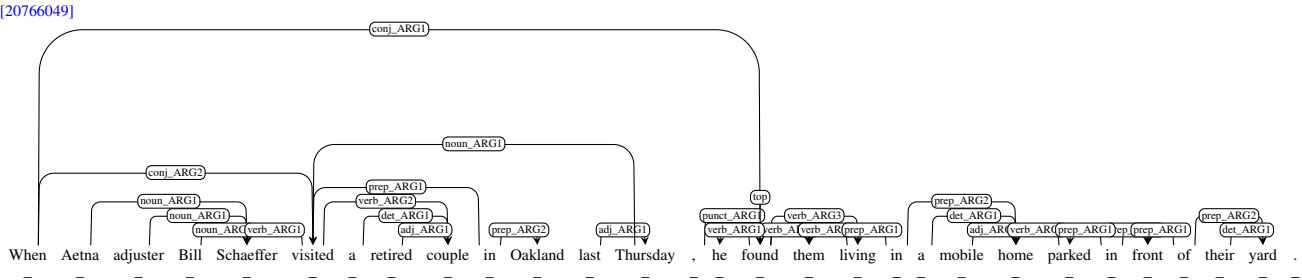 [20766049]
conj_ARG1
noun_ARG1
conj_ARG2
prep_ARG1
top
noun_ARG1 verb_ARG2 prep_ARG2
noun_ARG1 det_ARG1 punct_ARG1 verb_ARG3 det_ARG1 prep_ARG2
verb_ARG1 adj_ARG1 prep_ARG2 adj_ARG1 verb_ARG1 prep_ARG1 prep_ARG1 prep_ARG1 det_ARG1
When Aetna adjuster Bill Schaeffer visited a retired couple in Oakland last Thursday , he found them living in a mobile home parked in front of their yard .